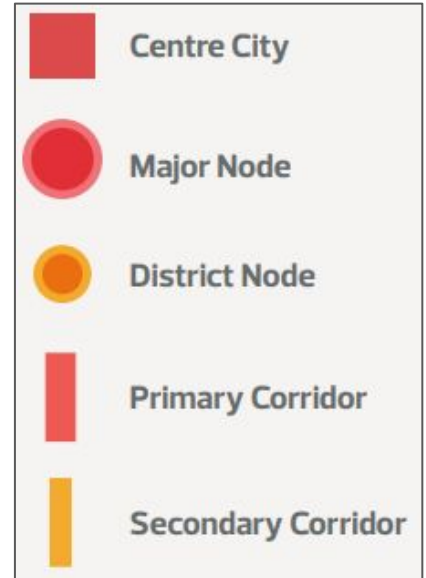 Centre City
Major Node
District Node
Primary Corridor
Secondary Corridor